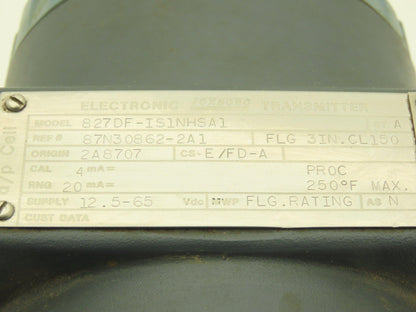 ELECTRONIC FOXBORO TRANSMITTER
MODEL 827DF-IS1NHSA1 ST A
REF# 87N30862-2A1 FLG 3IN.CL150
ORIGIN 2A8707 CS-E/FD-A
CAL 4 mA= PROC
RNG 20 mA= 250°F MAX.
SUPPLY 12.5-65 Vdc MWP FLG.RATING AS N
CUST DATA
d/p Cell